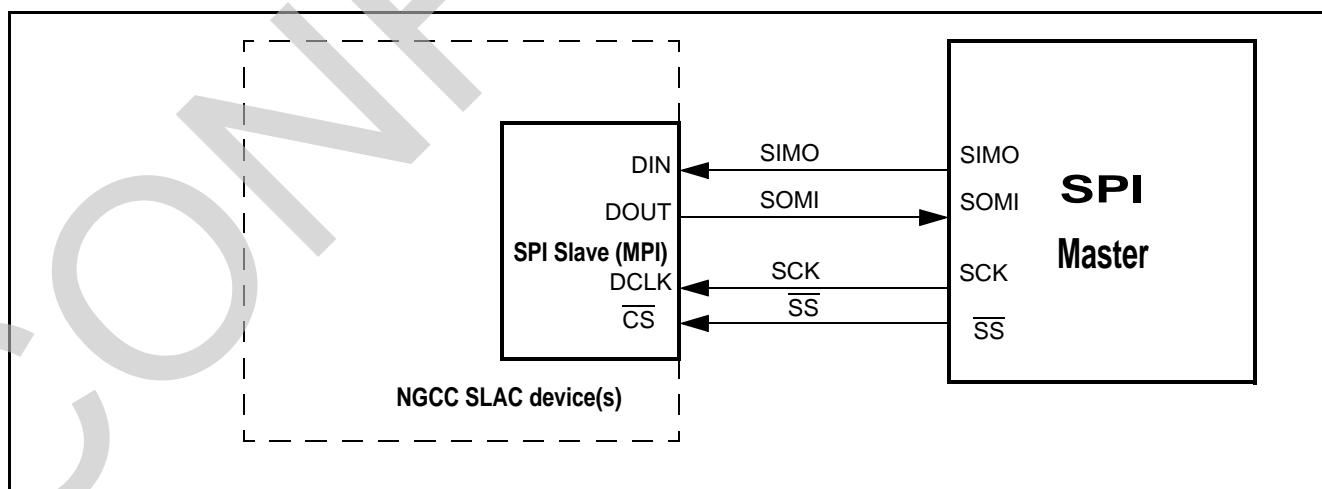 DIN
SIMO
SIMO
DOUT
SOMI
SOMI
SPI
SPI Slave (MPI)
Master
DCLK
SCK
SCK
CS
SS
SS
NGCC SLAC device(s)